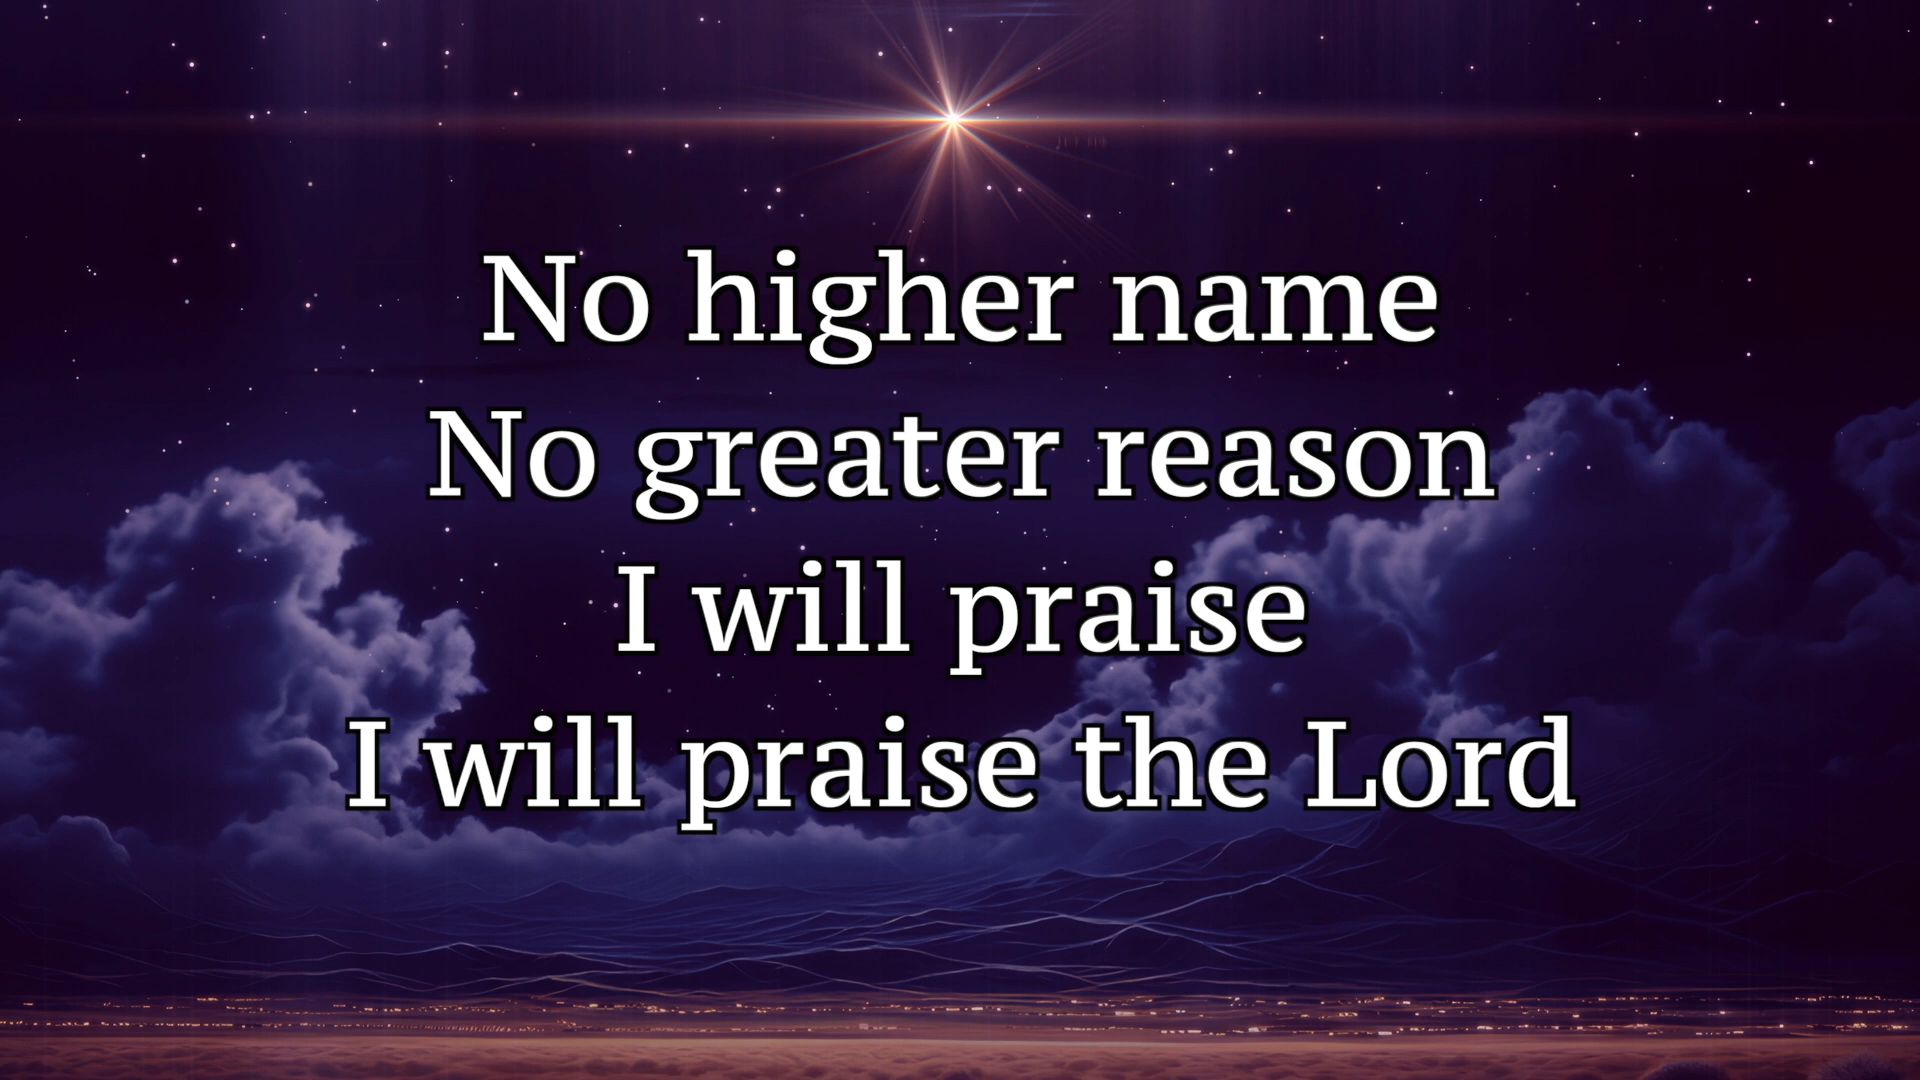 No higher name
No greater reason
I will praise
I will praise the Lord